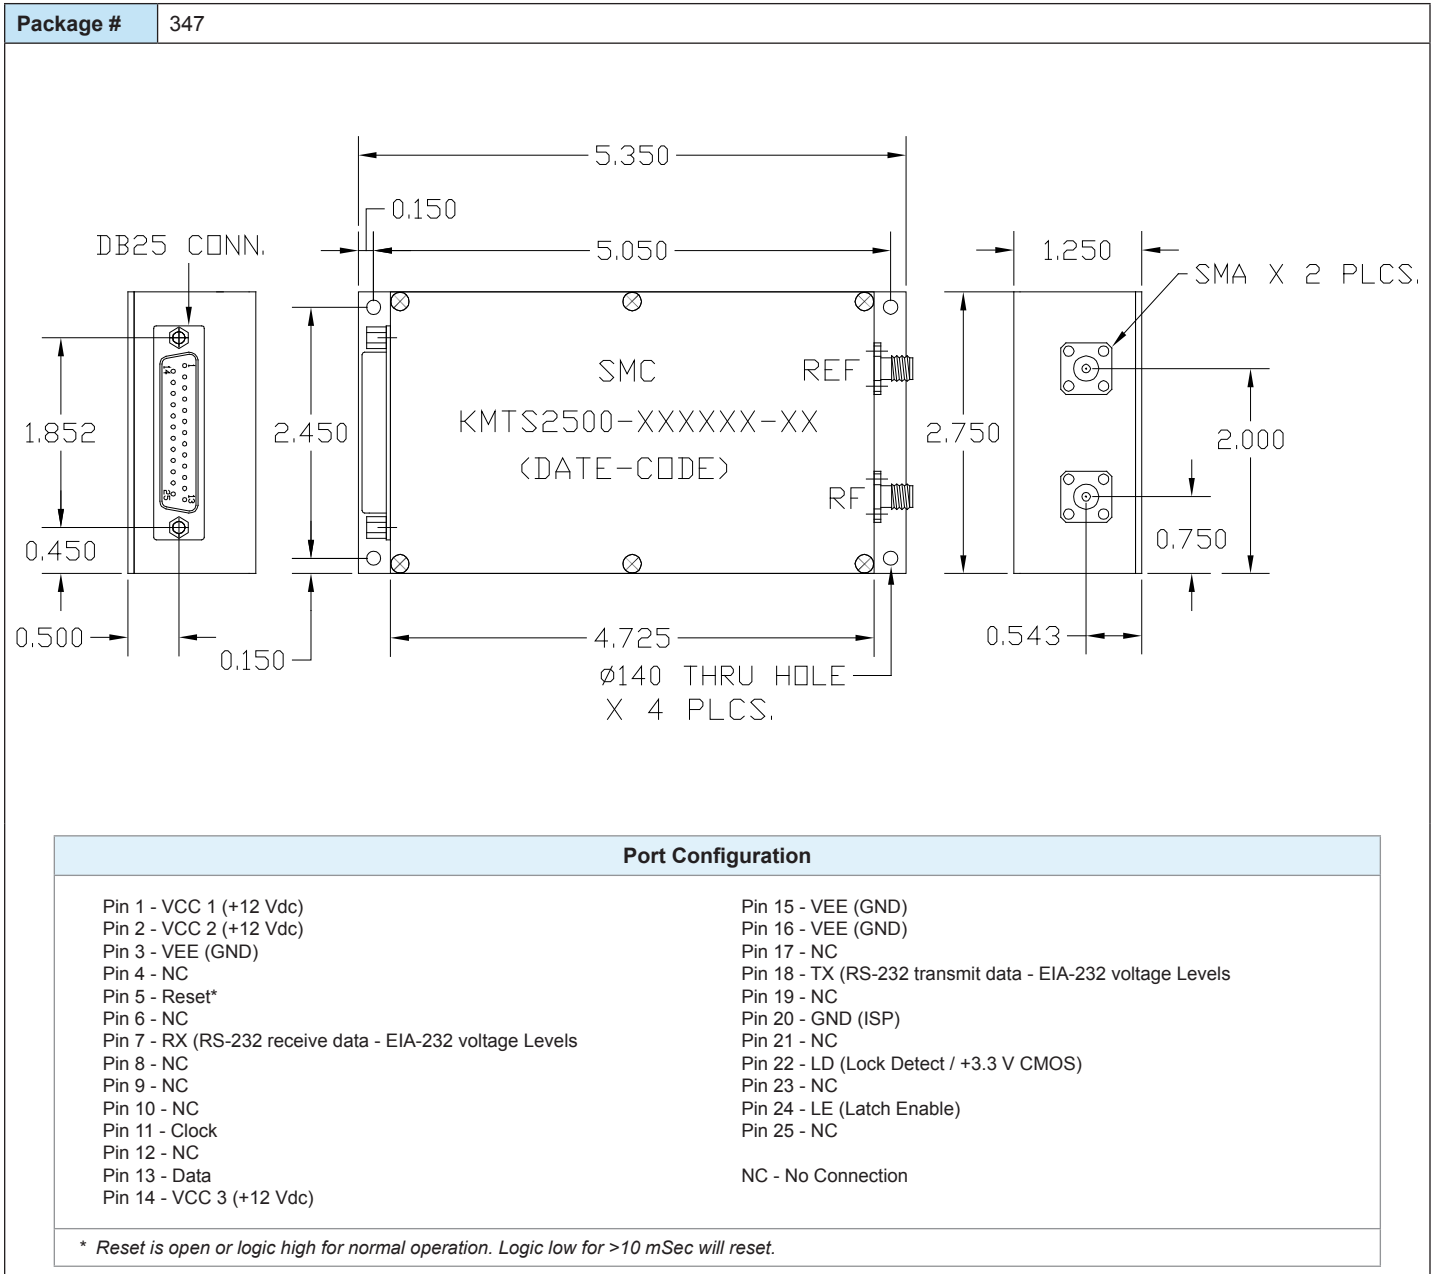 Package # 347
5.350
0.150
DB25 CONN.
5.050
1.250
SMA X 2 PLCS.
1
14
25
13
1.852
0.450
0.500
2.450
0.150
SMC
KMTS2500-XXXXXX-XX
(DATE-CODE)
REF
RF
2.750
2.000
0.750
0.543
4.725
Ø140 THRU HOLE
X 4 PLCS.
Port Configuration
Pin 1 - VCC 1 (+12 Vdc)
Pin 2 - VCC 2 (+12 Vdc)
Pin 3 - VEE (GND)
Pin 4 - NC
Pin 5 - Reset*
Pin 6 - NC
Pin 7 - RX (RS-232 receive data - EIA-232 voltage Levels
Pin 8 - NC
Pin 9 - NC
Pin 10 - NC
Pin 11 - Clock
Pin 12 - NC
Pin 13 - Data
Pin 14 - VCC 3 (+12 Vdc)
Pin 15 - VEE (GND)
Pin 16 - VEE (GND)
Pin 17 - NC
Pin 18 - TX (RS-232 transmit data - EIA-232 voltage Levels
Pin 19 - NC
Pin 20 - GND (ISP)
Pin 21 - NC
Pin 22 - LD (Lock Detect / +3.3 V CMOS)
Pin 23 - NC
Pin 24 - LE (Latch Enable)
Pin 25 - NC
NC - No Connection
* Reset is open or logic high for normal operation. Logic low for >10 mSec will reset.